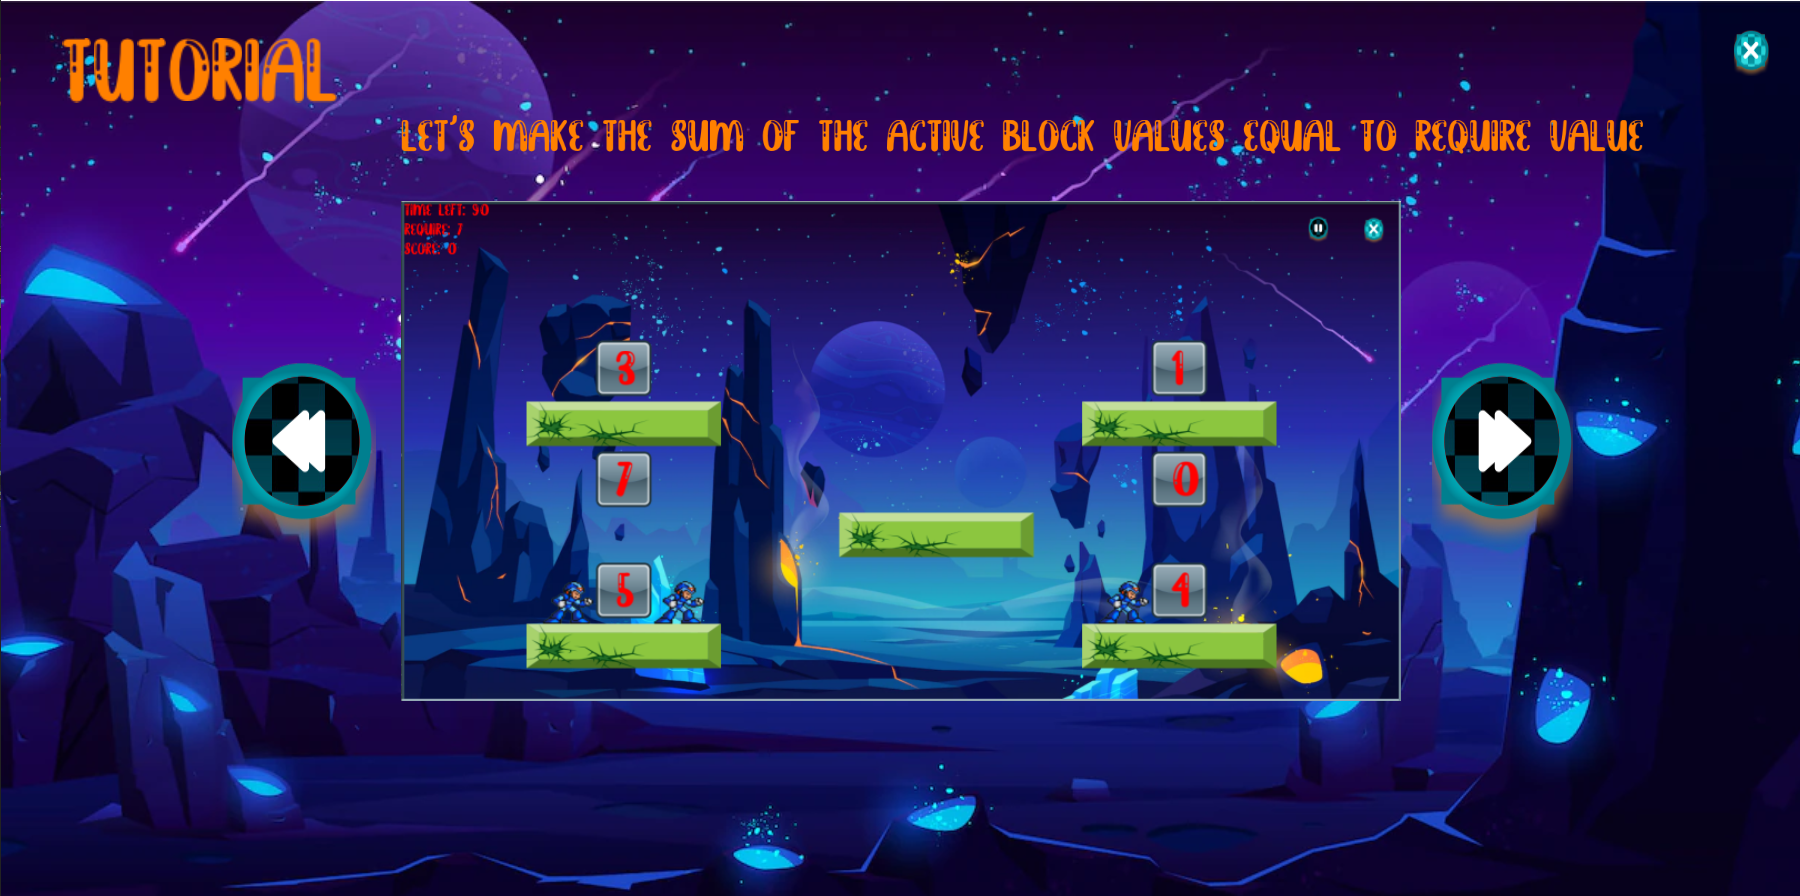 TUTORIAL
LET'S MAKE THE SUM OF THE ACTIVE BLOCK VALUES EQUAL TO REQUIRE VALUE
TIME LEFT: 90
REQUIRE: 7
SCORE: 0
3 1
7 0
5 4